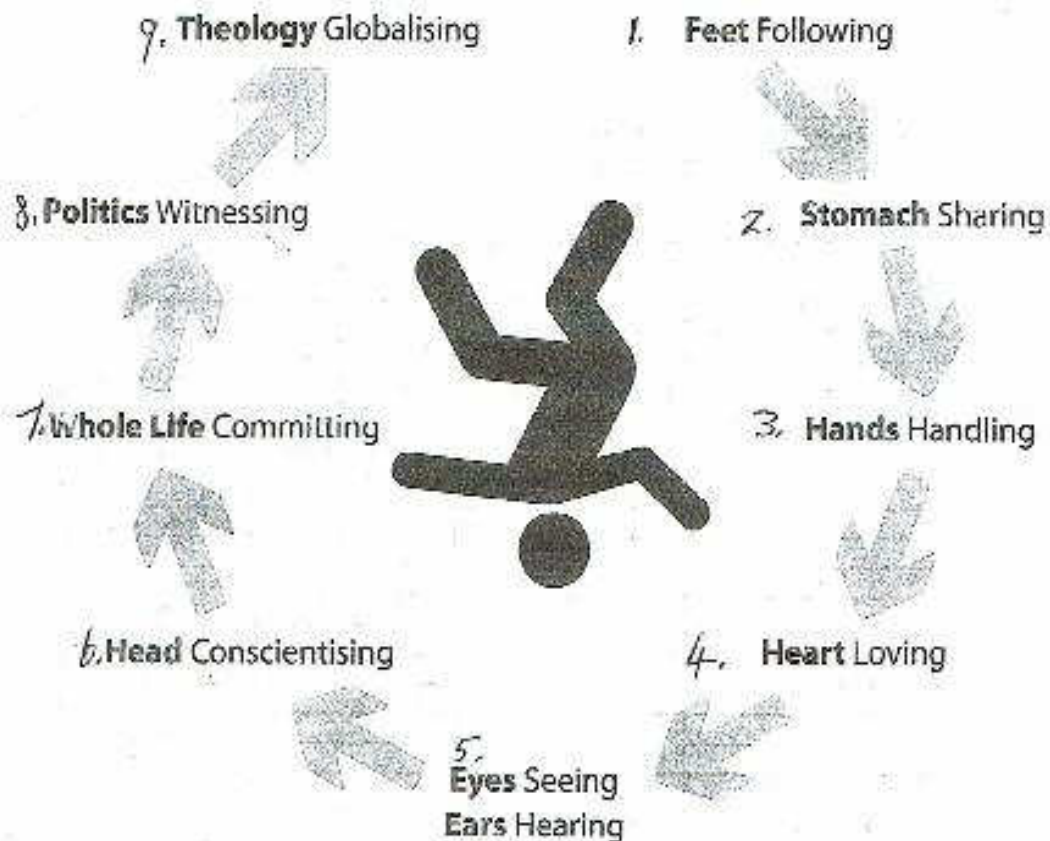 1. Feet Following
2. Stomach Sharing
3. Hands Handling
4. Heart Loving
5.
Eyes Seeing
Ears Hearing
6. Head Conscientising
7. Whole Life Committing
8. Politics Witnessing
9. Theology Globalising